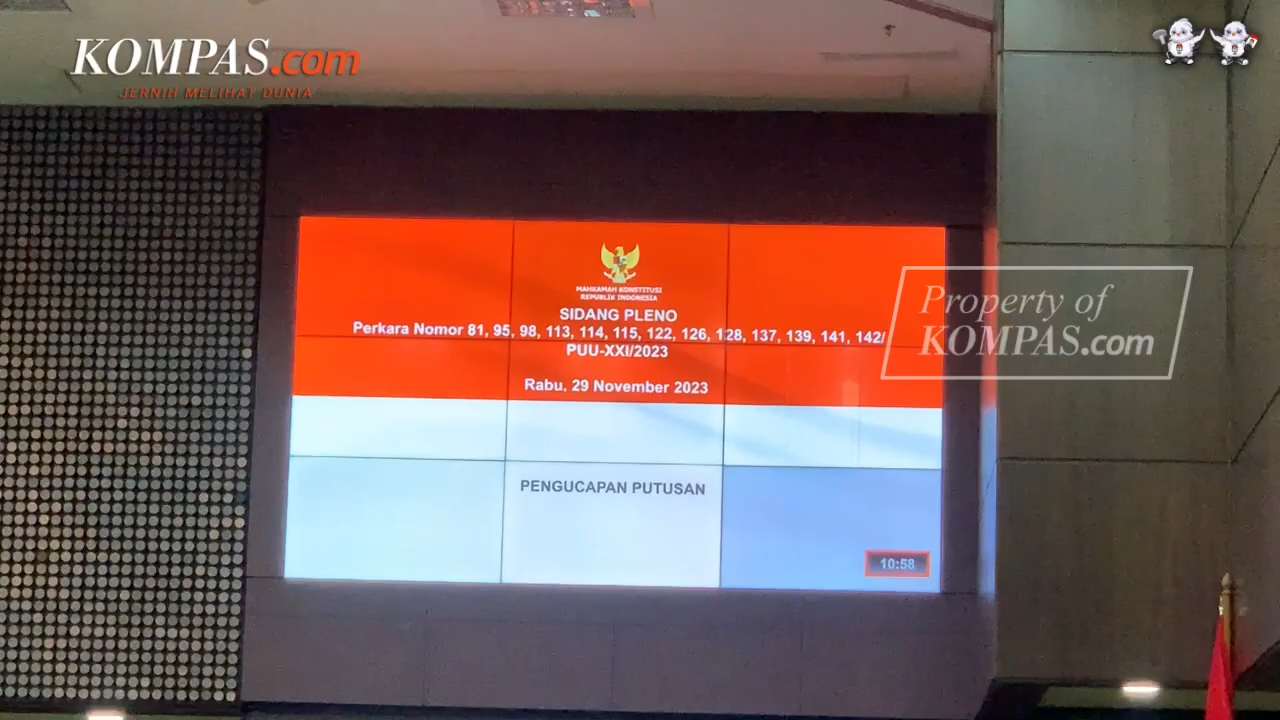 KOMPAS.com
JERNIH MELIHAT DUNIA
MAHKAMAH KONSTITUSI
REPUBLIK INDONESIA
SIDANG PLENO
Perkara Nomor 81, 95, 98, 113, 114, 115, 122, 126, 128, 137, 139, 141, 142/
PUU-XXI/2023
Rabu, 29 November 2023
Property of
KOMPAS.com
PENGUCAPAN PUTUSAN
10:58